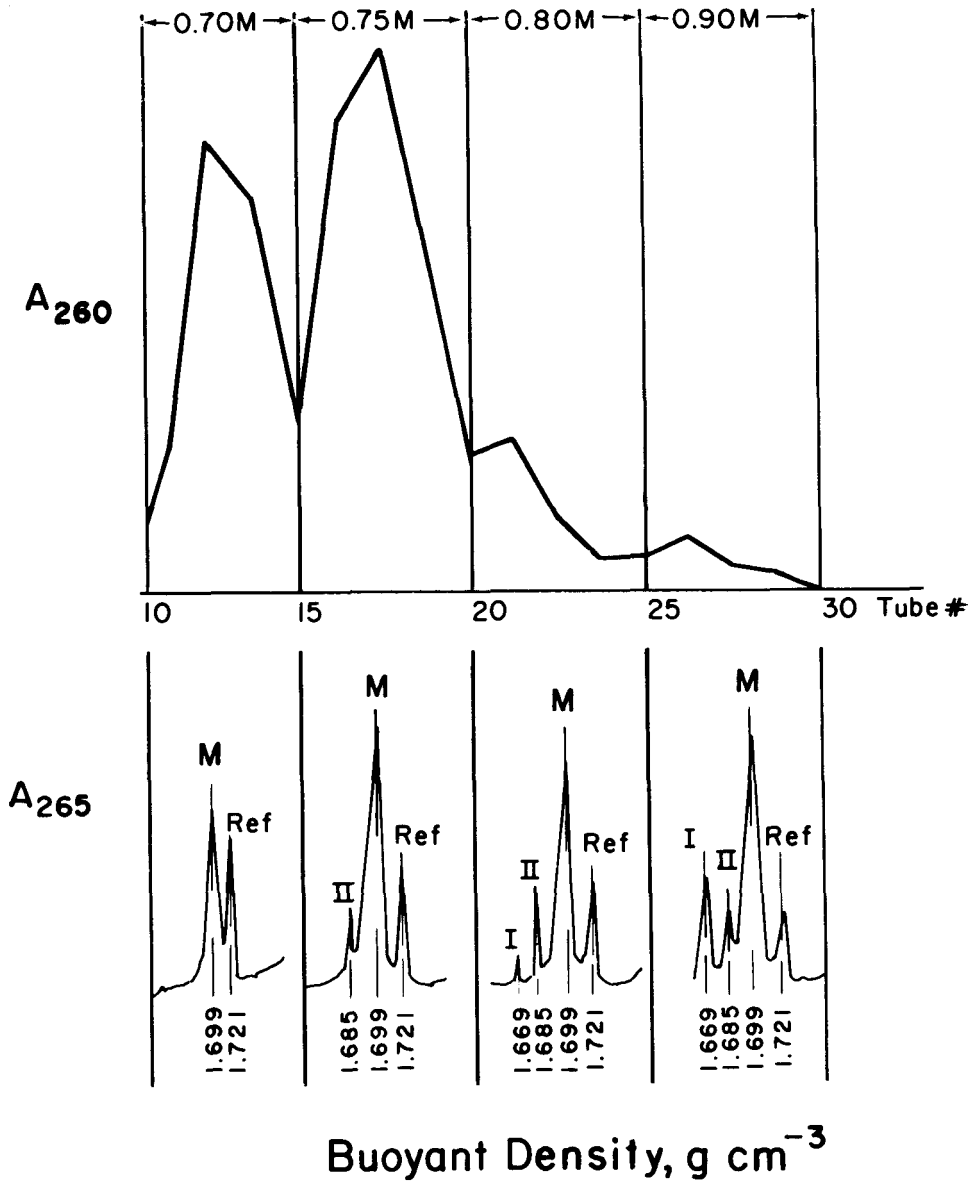 0.70M 0.75M 0.80M 0.90M
A260
10 15 20 25 30 Tube #
A265
M Ref
II M Ref
I II M Ref
I II M Ref
1.699 1.721
1.685 1.699 1.721
1.669 1.685 1.699 1.721
1.669 1.685 1.699 1.721
Buoyant Density, g cm-3